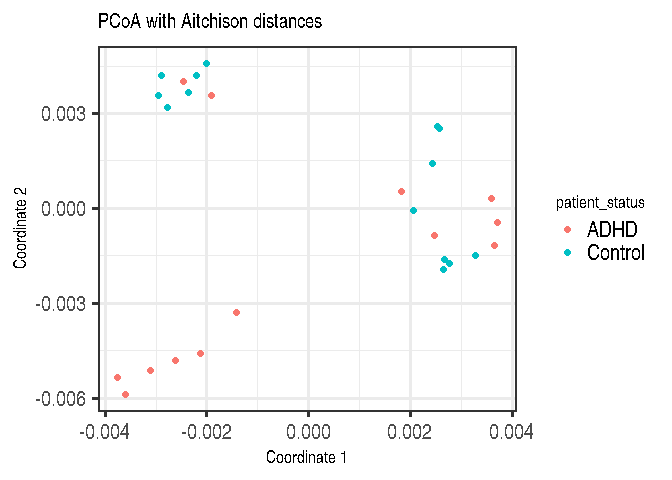 PCoA with Aitchison distances
0.003
0.000
-0.003
-0.006
Coordinate 2
-0.004
-0.002
0.000
0.002
0.004
Coordinate 1
patient_status
ADHD
Control